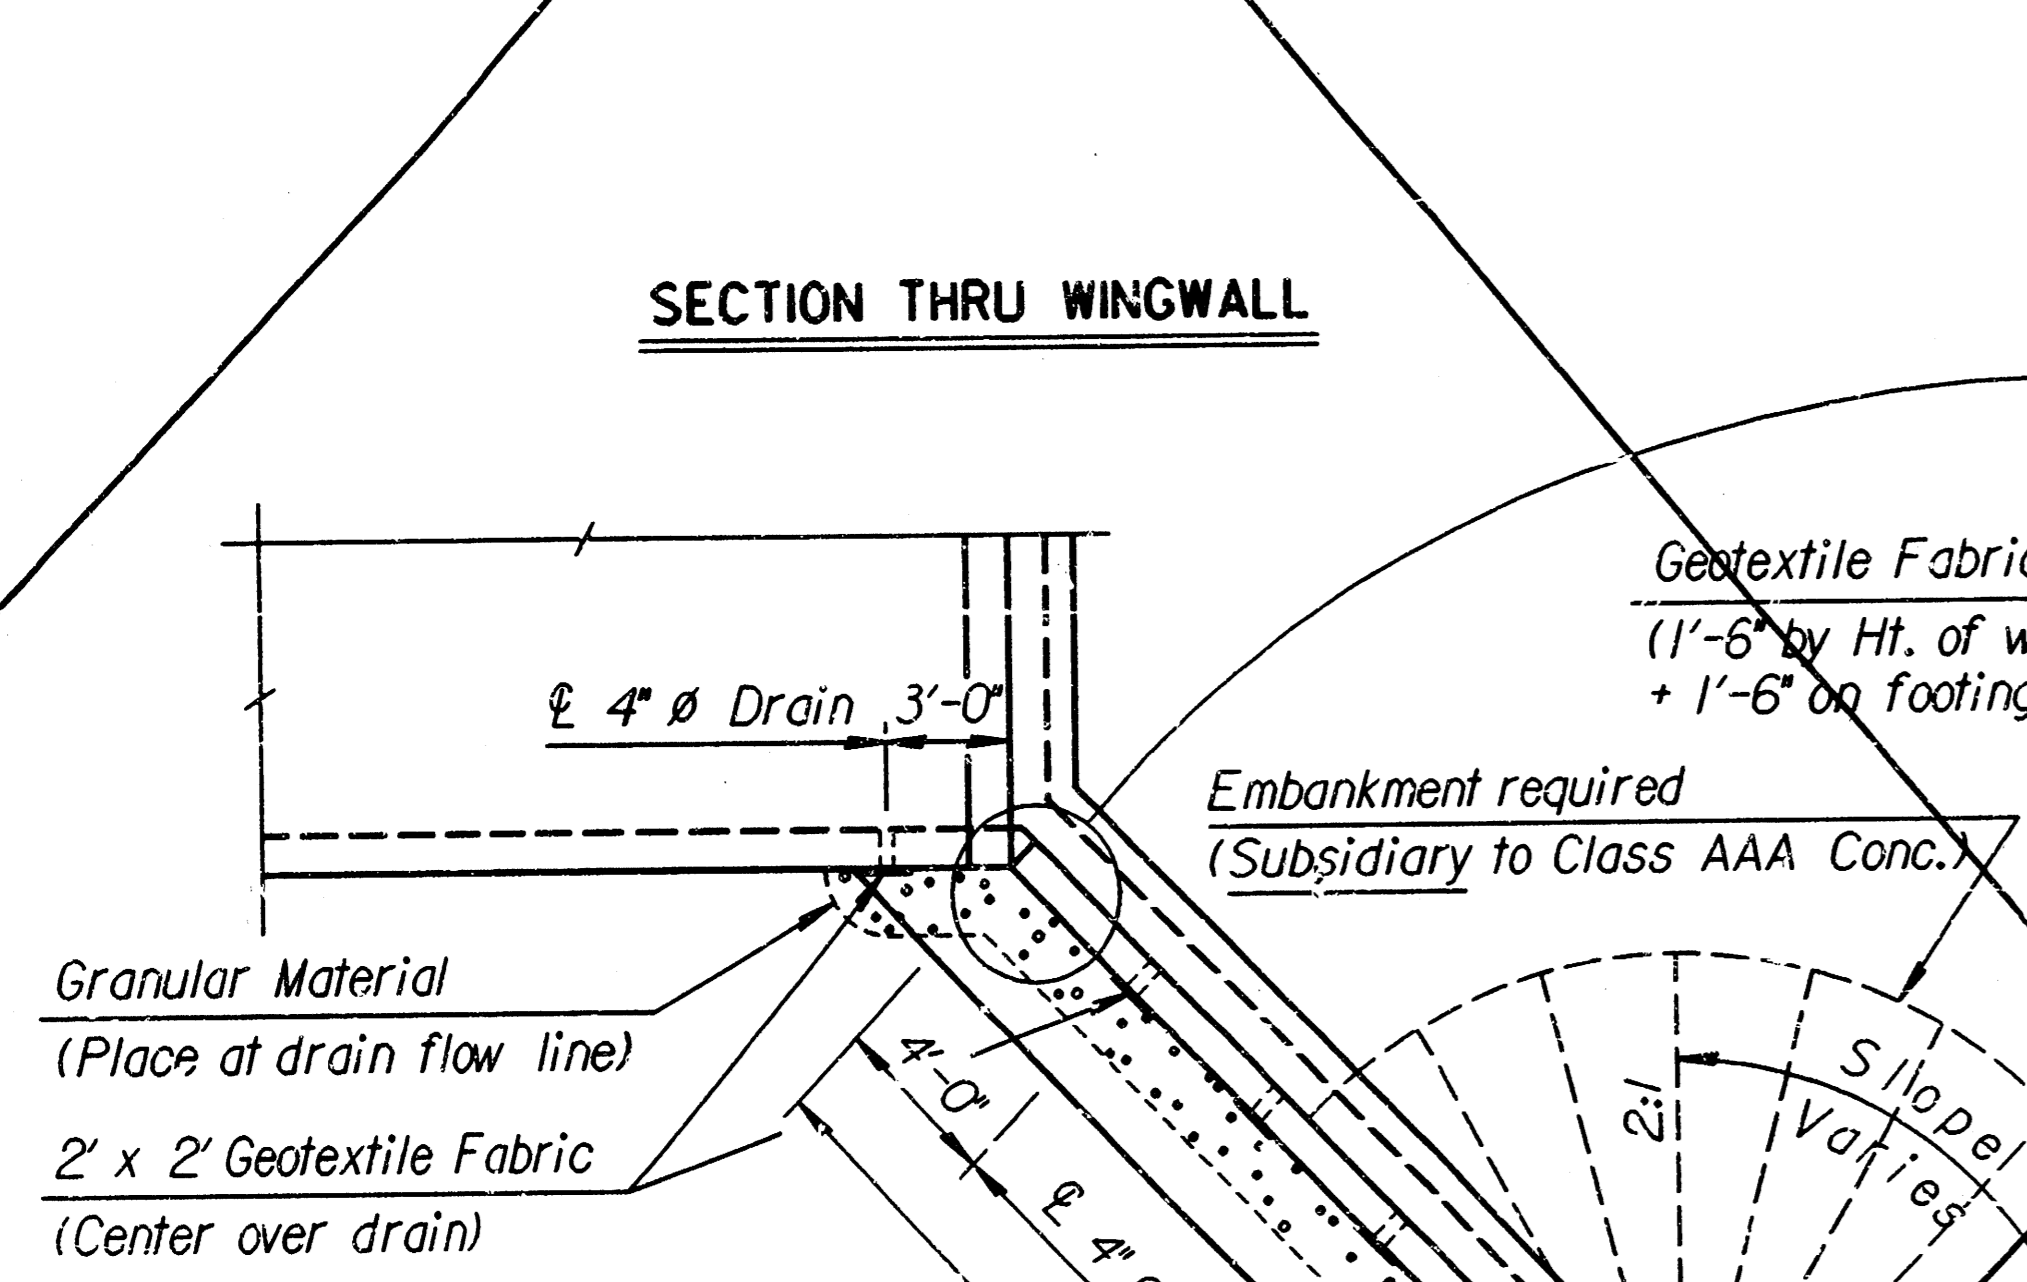 SECTION THRU WINGWALL
Geotextile Fabric
(1'-6" by Ht. of
+ 1'-6" on footing
℄ 4" ø Drain 3'-0"
Embankment required
(Subsidiary to Class AAA Conc.)
Granular Material
(Place at drain flow line)
2' x 2' Geotextile Fabric
(Center over drain)
4'-0"
℄ 4"
2:1
Slope
Varies